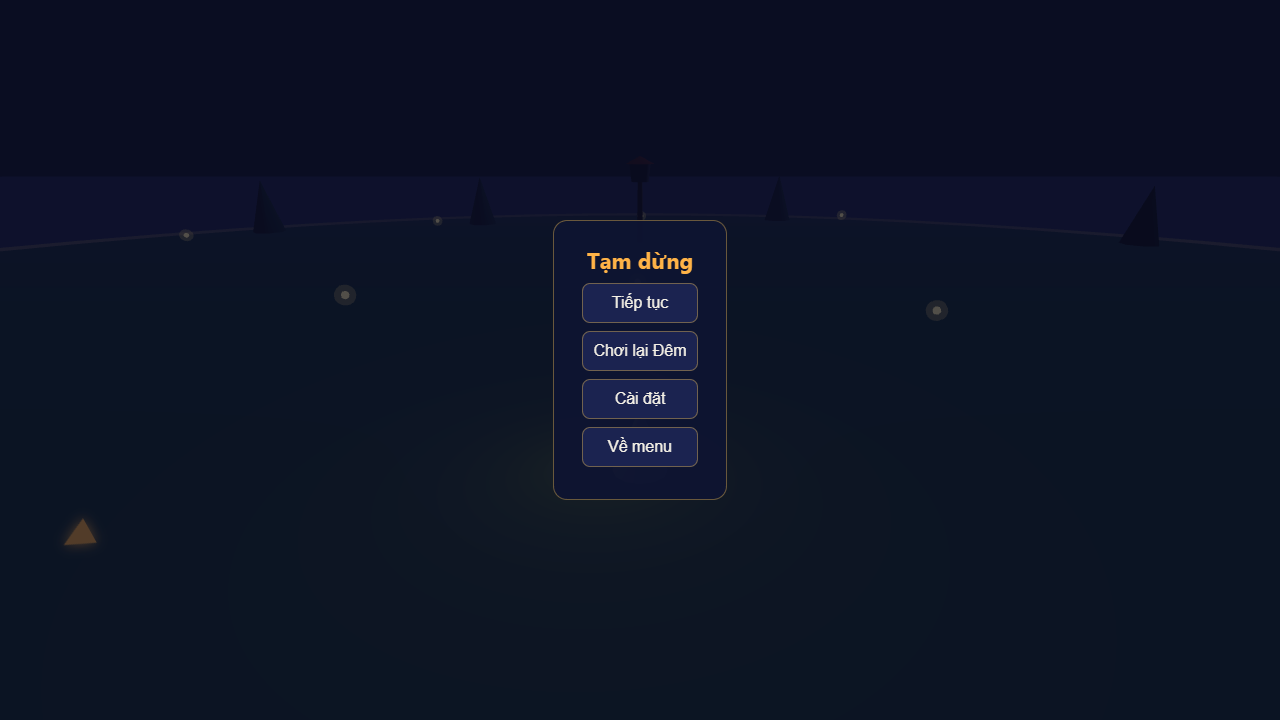 Tạm dừng
Tiếp tục
Chơi lại Đêm
Cài đặt
Về menu